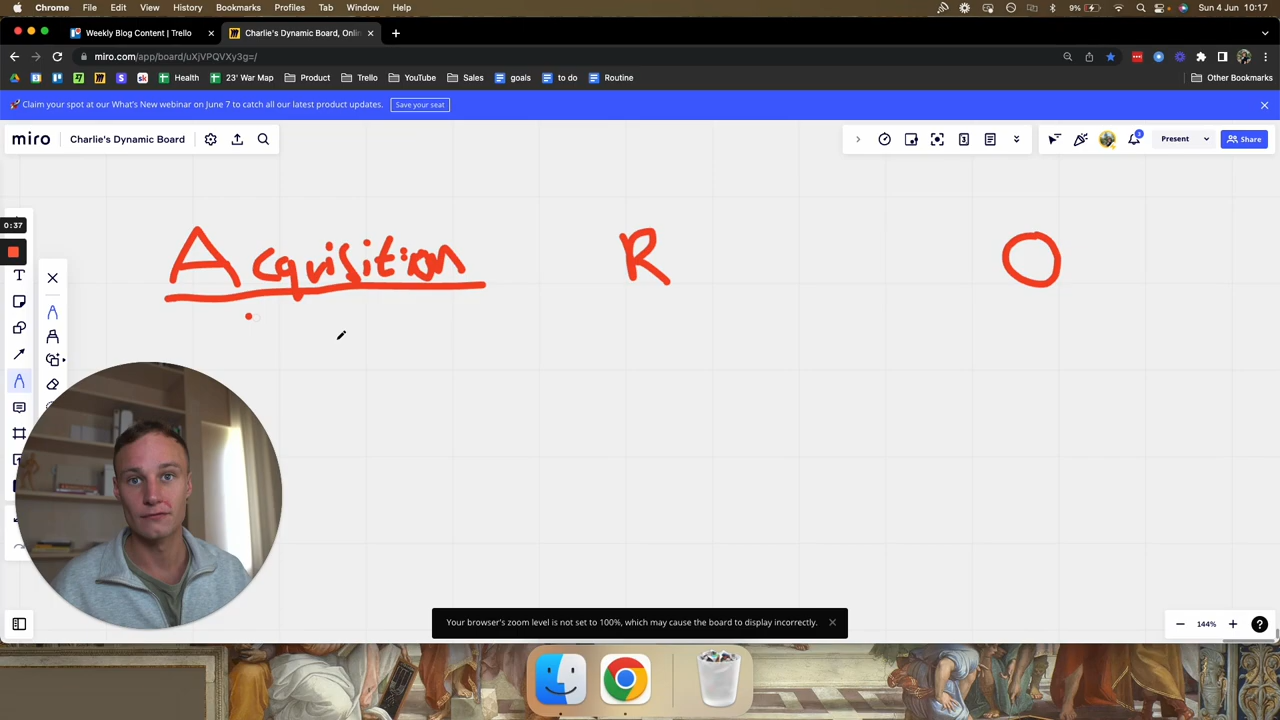 Chrome File Edit View History Bookmarks Profiles Tab Window Help 9% Sun 4 Jun 10:17
Weekly Blog Content | Trello
Charlie's Dynamic Board, Onlin
miro.com/app/board/uXjVPQVXy3g=/
Health
23' War Map
Product
Trello
YouTube
Sales
goals
to do
Routine
Other Bookmarks
🚀 Claim your spot at our What's New webinar on June 7 to catch all our latest product updates. Save your seat
miro Charlie's Dynamic Board
3
Present
Share
0:37
Acquisition R O
Your browser's zoom level is not set to 100%, which may cause the board to display incorrectly.
144%